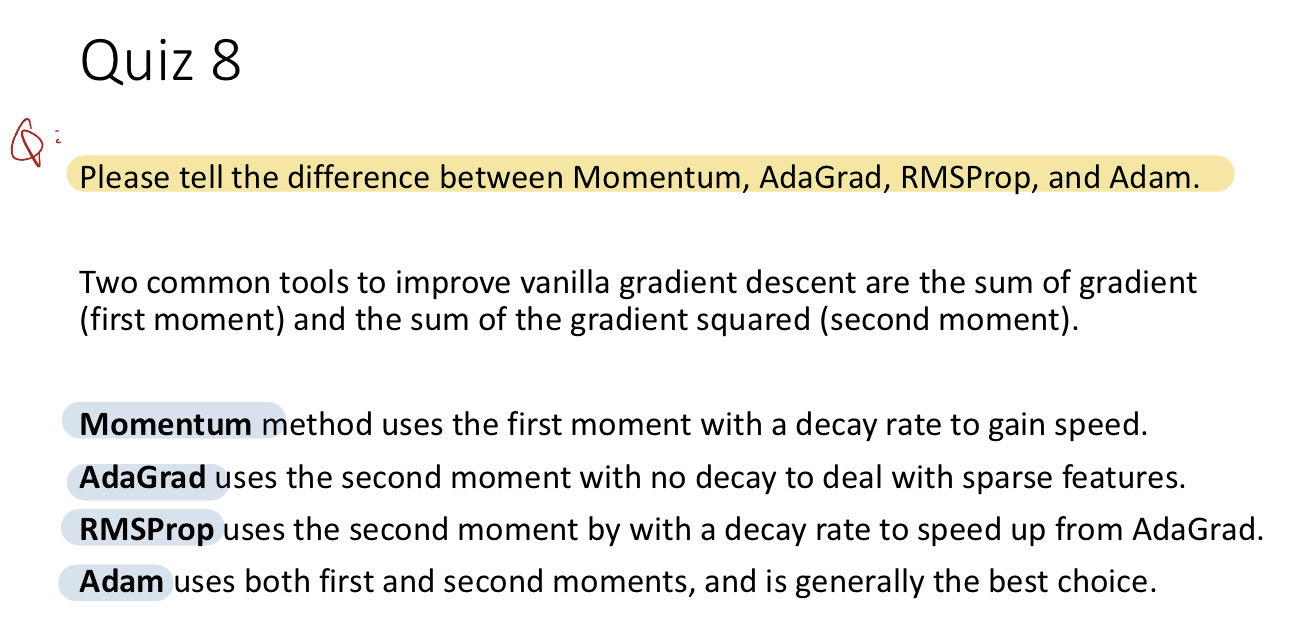 Quiz 8
Q:
Please tell the difference between Momentum, AdaGrad, RMSProp, and Adam.
Two common tools to improve vanilla gradient descent are the sum of gradient
(first moment) and the sum of the gradient squared (second moment).
Momentum method uses the first moment with a decay rate to gain speed.
AdaGrad uses the second moment with no decay to deal with sparse features.
RMSProp uses the second moment by with a decay rate to speed up from AdaGrad.
Adam uses both first and second moments, and is generally the best choice.